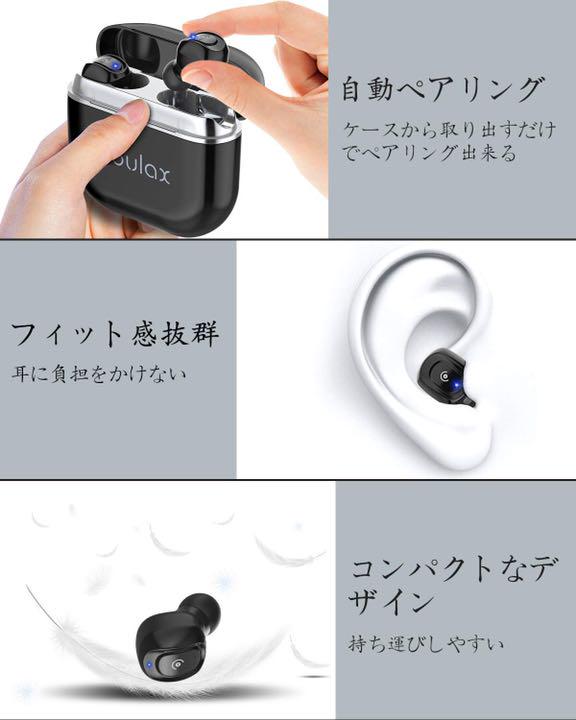 自動ペアリング
ケースから取り出すだけ
でペアリング出来る
フィット感抜群
耳に負担をかけない
コンパクトなデ
ザイン
持ち運びしやすい